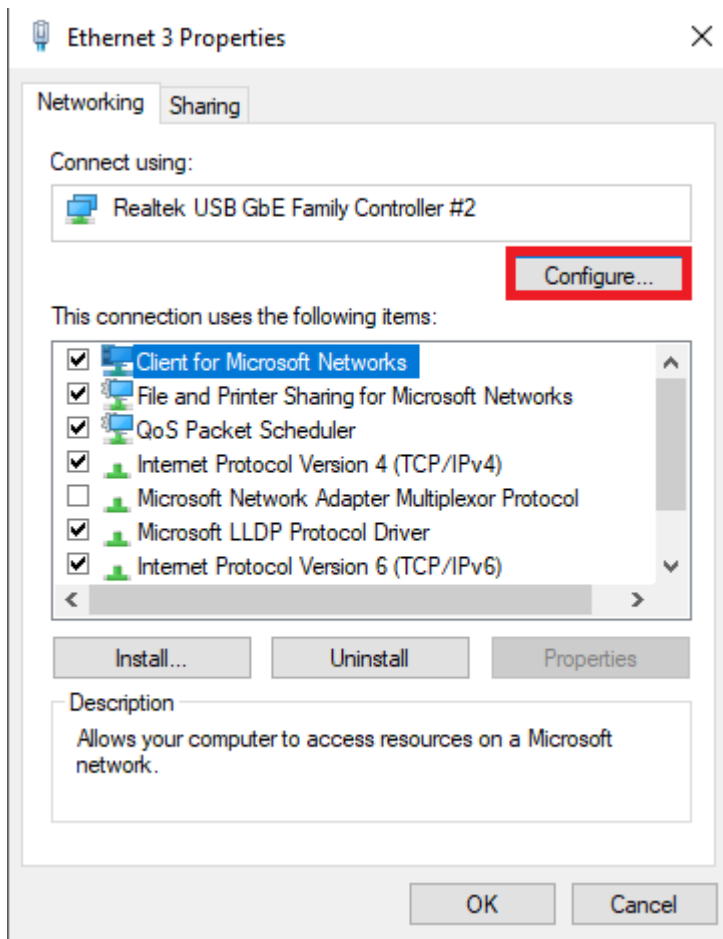 Ethernet 3 Properties
Networking
Sharing
Connect using:
Realtek USB GbE Family Controller #2
Configure...
This connection uses the following items:
Client for Microsoft Networks
File and Printer Sharing for Microsoft Networks
QoS Packet Scheduler
Internet Protocol Version 4 (TCP/IPv4)
Microsoft Network Adapter Multiplexor Protocol
Microsoft LLDP Protocol Driver
Internet Protocol Version 6 (TCP/IPv6)
Install...
Uninstall
Properties
Description
Allows your computer to access resources on a Microsoft
network.
OK
Cancel